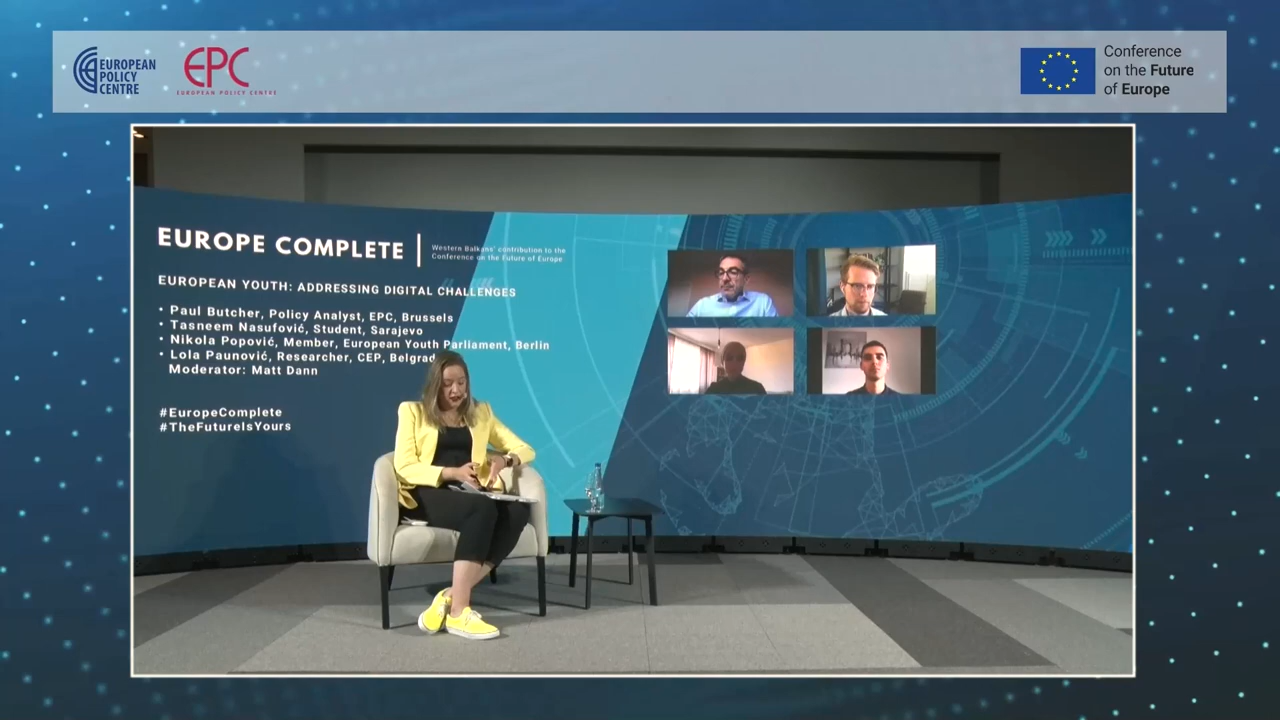 EUROPEAN
POLICY
CENTRE
EPC
EUROPEAN POLICY CENTRE
Conference
on the Future
of Europe
EUROPE COMPLETE
Western Balkans' contribution to the
Conference on the Future of Europe
EUROPEAN YOUTH: ADDRESSING DIGITAL CHALLENGES
• Paul Butcher, Policy Analyst, EPC, Brussels
• Tasneem Nasufović, Student, Sarajevo
• Nikola Popović, Member, European Youth Parliament, Berlin
• Lola Paunović, Researcher, CEP, Belgrad
Moderator: Matt Dann
#EuropeComplete
#TheFutureIsYours